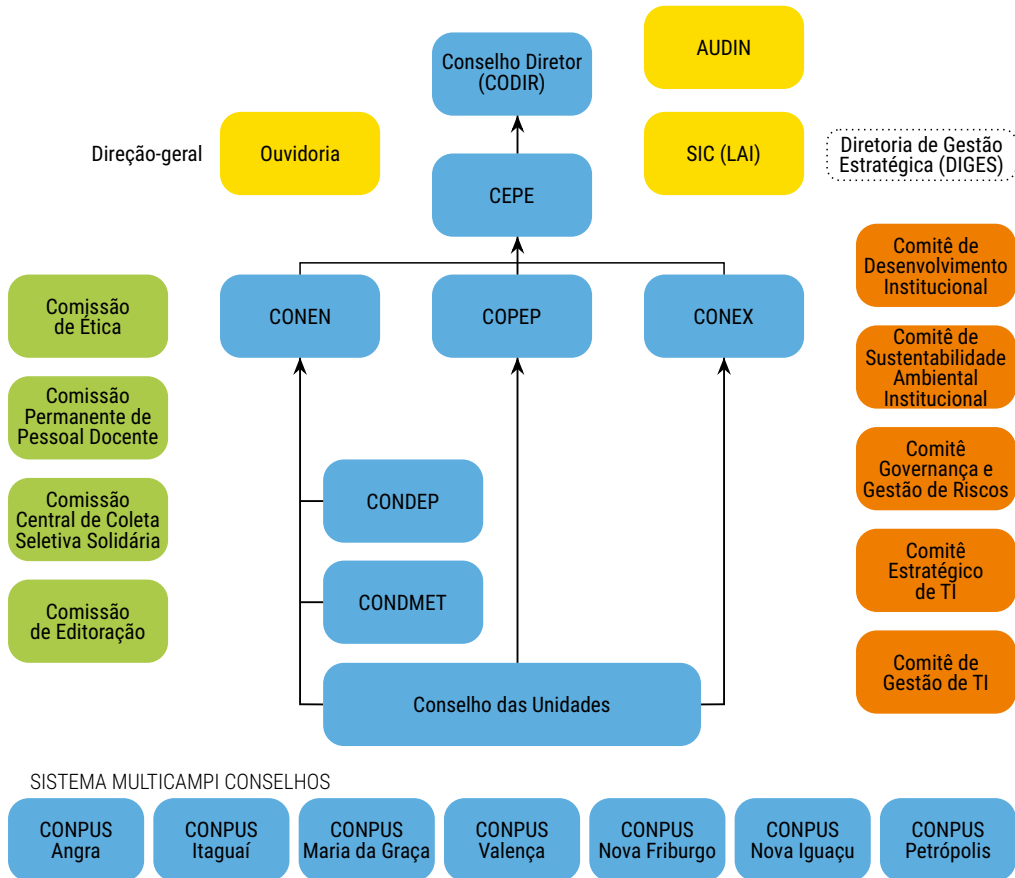 Conselho Diretor
(CODIR)
AUDIN
Direção-geral
Ouvidoria
SIC (LAI)
Diretoria de Gestão
Estratégica (DIGES)
CEPE
Comissão
de Ética
CONEN
COPEP
CONEX
Comitê de
Desenvolvimento
Institucional
Comissão
Permanente de
Pessoal Docente
Comitê de
Sustentabilidade
Ambiental
Institucional
Comissão
Central de Coleta
Seletiva Solidária
CONDEP
Comitê
Governança e
Gestão de Riscos
Comissão
de Editoração
CONDMET
Comitê
Estratégico
de TI
Conselho das Unidades
Comitê de
Gestão de TI
SISTEMA MULTICAMPI CONSELHOS
CONPUS
Angra
CONPUS
Itaguaí
CONPUS
Maria da Graça
CONPUS
Valença
CONPUS
Nova Friburgo
CONPUS
Nova Iguaçu
CONPUS
Petrópolis